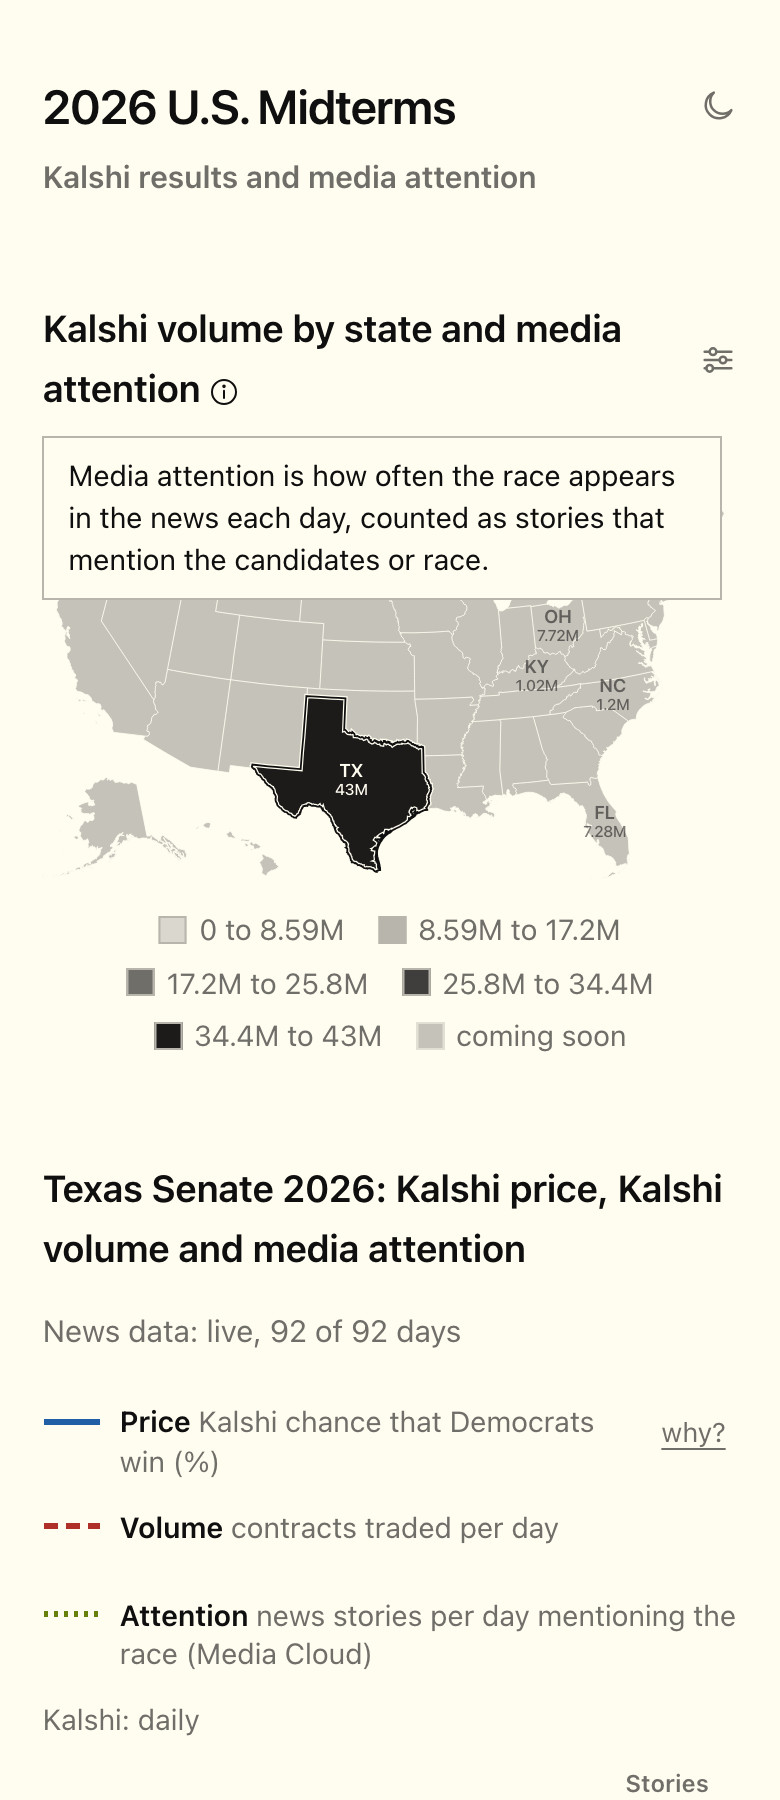 2026 U.S. Midterms
Kalshi results and media attention
Kalshi volume by state and media
attention
Media attention is how often the race appears
in the news each day, counted as stories that
mention the candidates or race.
OH
7.72M
KY
1.02M
NC
1.2M
TX
43M
FL
7.28M
0 to 8.59M
8.59M to 17.2M
17.2M to 25.8M
25.8M to 34.4M
34.4M to 43M
coming soon
Texas Senate 2026: Kalshi price, Kalshi
volume and media attention
News data: live, 92 of 92 days
Price Kalshi chance that Democrats
win (%)
why?
Volume contracts traded per day
Attention news stories per day mentioning the
race (Media Cloud)
Kalshi: daily
Stories